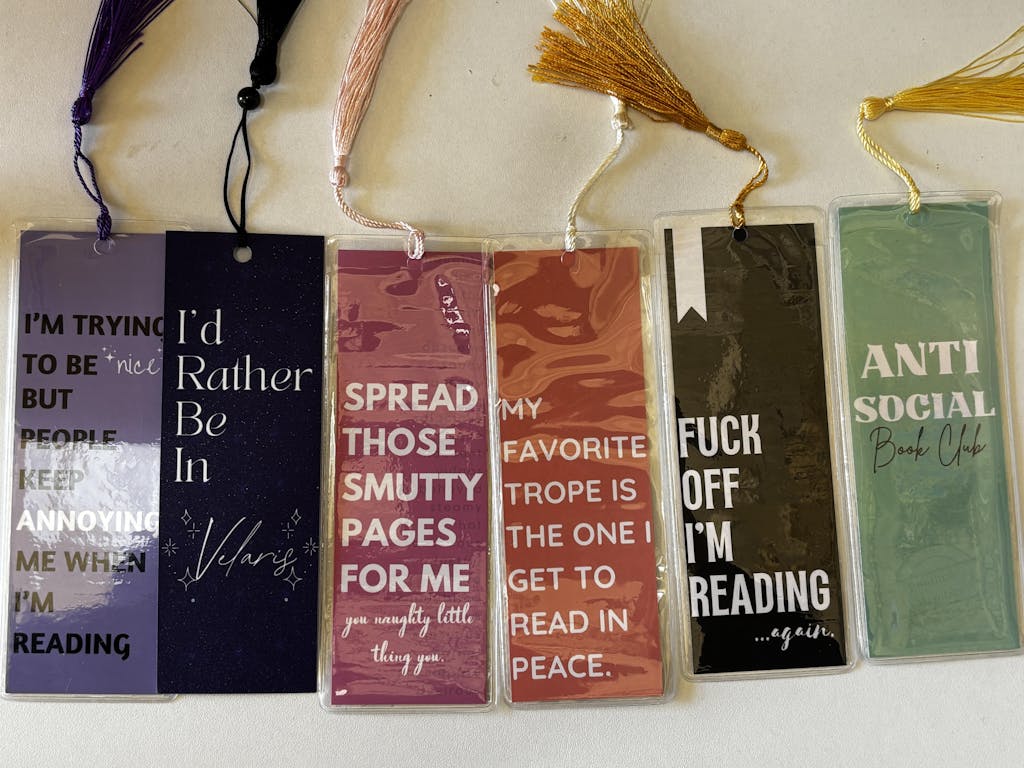 I'M TRYING
TO BE *nice*
BUT
PEOPLE
KEEP
ANNOYING
ME WHEN
I'M
READING
I'd
Rather
Be
In
Velaris
SPREAD
THOSE
SMUTTY
PAGES
FOR ME
you naughty little
thing you.
MY
FAVORITE
TROPE IS
THE ONE I
GET TO
READ IN
PEACE.
FUCK
OFF
I'M
READING
...again.
ANTI
SOCIAL
Book Club